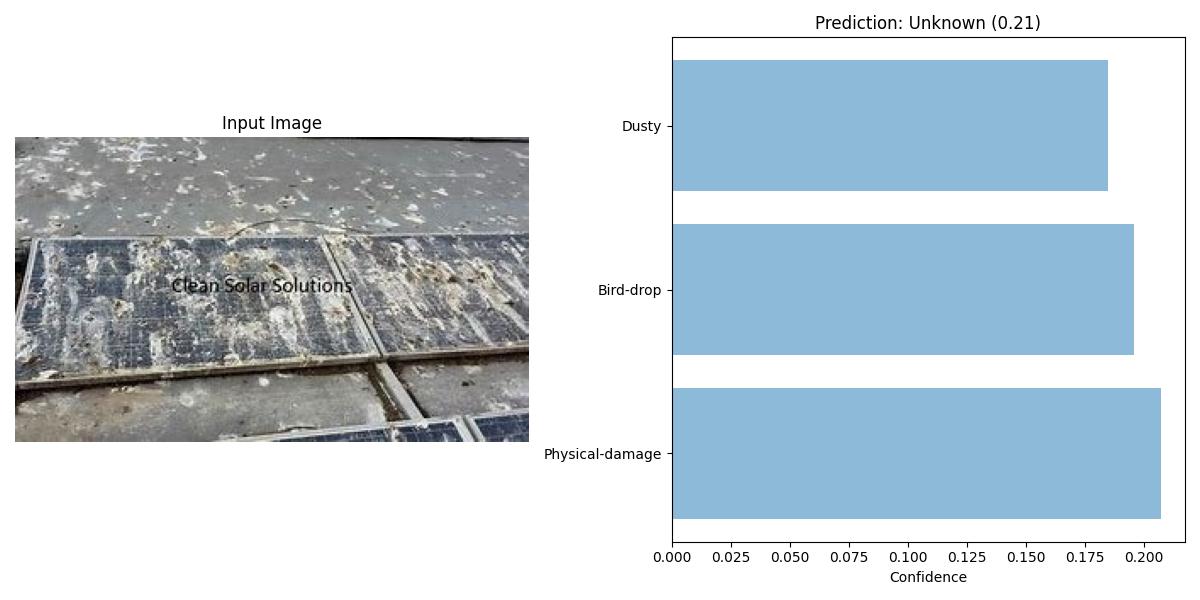 Input Image
Clean Solar Solutions
Prediction: Unknown (0.21)
Dusty
Bird-drop
Physical-damage
0.000 0.025 0.050 0.075 0.100 0.125 0.150 0.175 0.200
Confidence